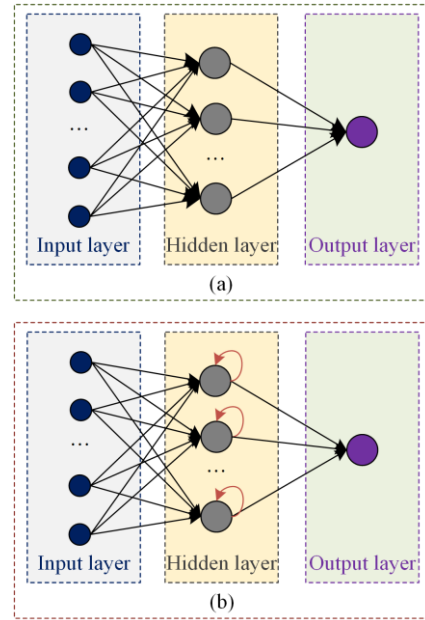 ...
...
Input layer Hidden layer Output layer
(a)
...
...
Input layer Hidden layer Output layer
(b)